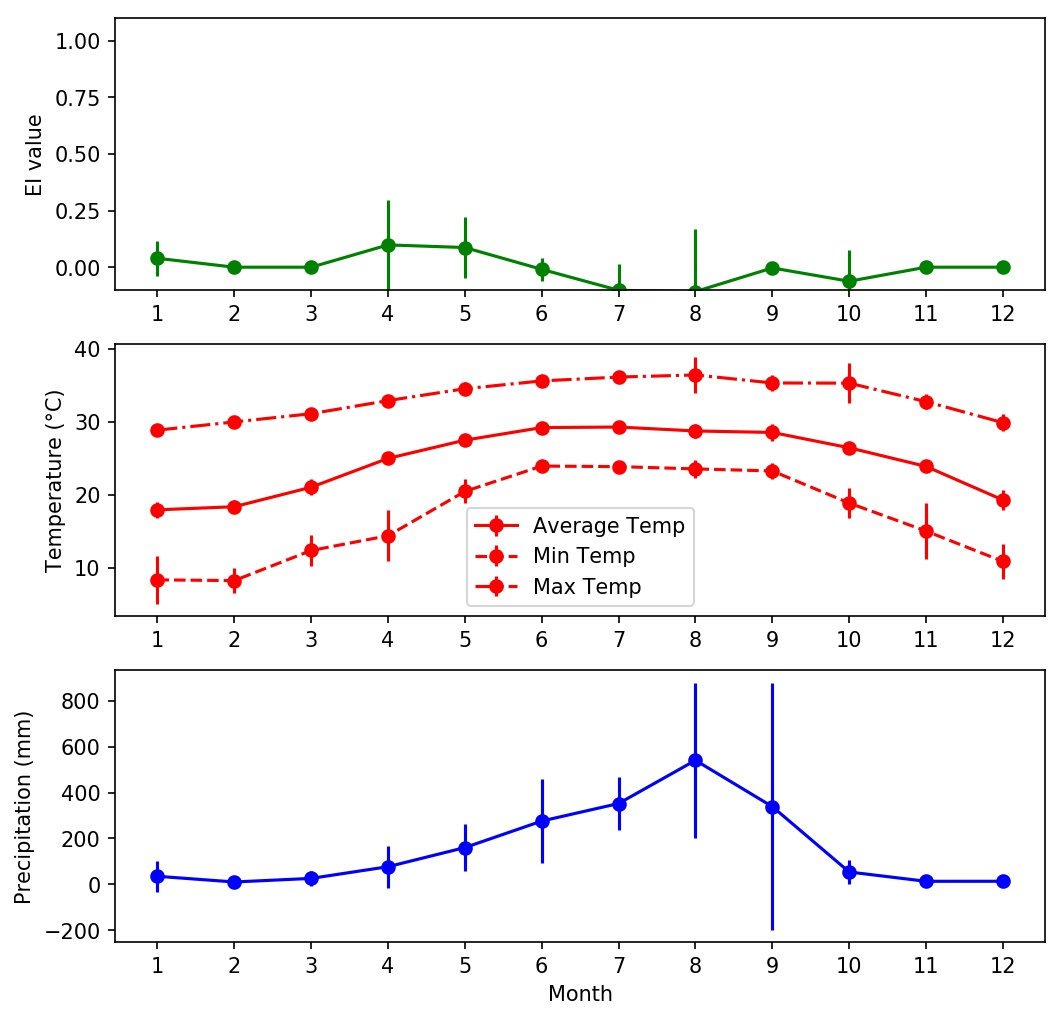 EI value
1.00
0.75
0.50
0.25
0.00
1 2 3 4 5 6 7 8 9 10 11 12
Temperature (°C)
40
30
20
10
Average Temp
Min Temp
Max Temp
1 2 3 4 5 6 7 8 9 10 11 12
Precipitation (mm)
800
600
400
200
0
−200
1 2 3 4 5 6 7 8 9 10 11 12
Month